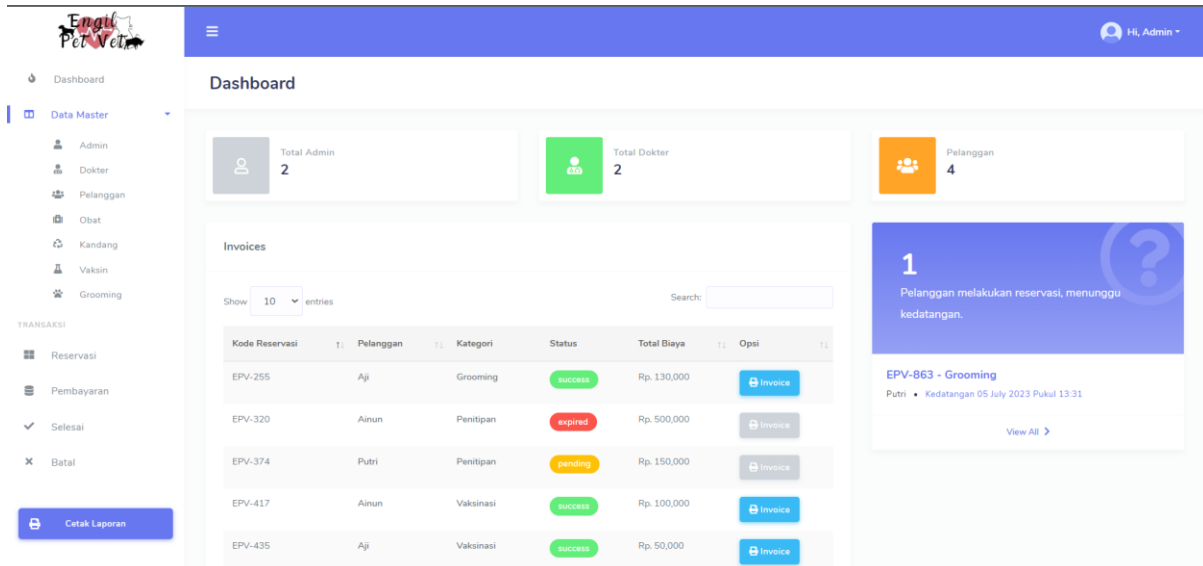 Engil
Pet Vet
Hi, Admin
Dashboard
Data Master
Admin
Dokter
Pelanggan
Obat
Kandang
Vaksin
Grooming
TRANSAKSI
Reservasi
Pembayaran
Selesai
Batal
Cetak Laporan
Dashboard
Total Admin
2
Total Dokter
2
Pelanggan
4
Invoices
Show 10 entries
Search:
Kode Reservasi Pelanggan Kategori Status Total Biaya Opsi
EPV-255 Aji Grooming success Rp. 130,000 Invoice
EPV-320 Ainun Penitipan expired Rp. 500,000 Invoice
EPV-374 Putri Penitipan pending Rp. 150,000 Invoice
EPV-417 Ainun Vaksinasi success Rp. 100,000 Invoice
EPV-435 Aji Vaksinasi success Rp. 50,000 Invoice
1
Pelanggan melakukan reservasi, menunggu
kedatangan.
EPV-863 - Grooming
Putri • Kedatangan 05 July 2023 Pukul 13:31
View All